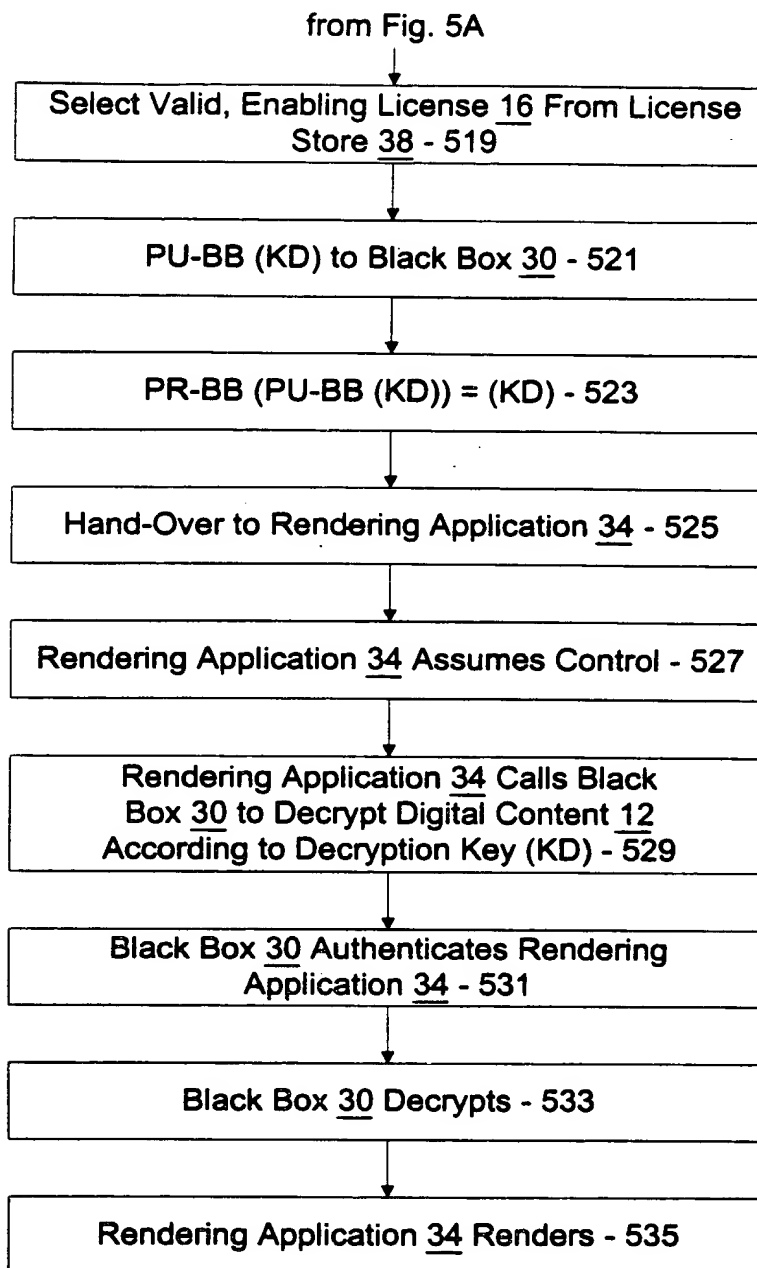 from Fig. 5A
Select Valid, Enabling License 16 From License
Store 38 - 519
PU-BB (KD) to Black Box 30 - 521
PR-BB (PU-BB (KD)) = (KD) - 523
Hand-Over to Rendering Application 34 - 525
Rendering Application 34 Assumes Control - 527
Rendering Application 34 Calls Black
Box 30 to Decrypt Digital Content 12
According to Decryption Key (KD) - 529
Black Box 30 Authenticates Rendering
Application 34 - 531
Black Box 30 Decrypts - 533
Rendering Application 34 Renders - 535